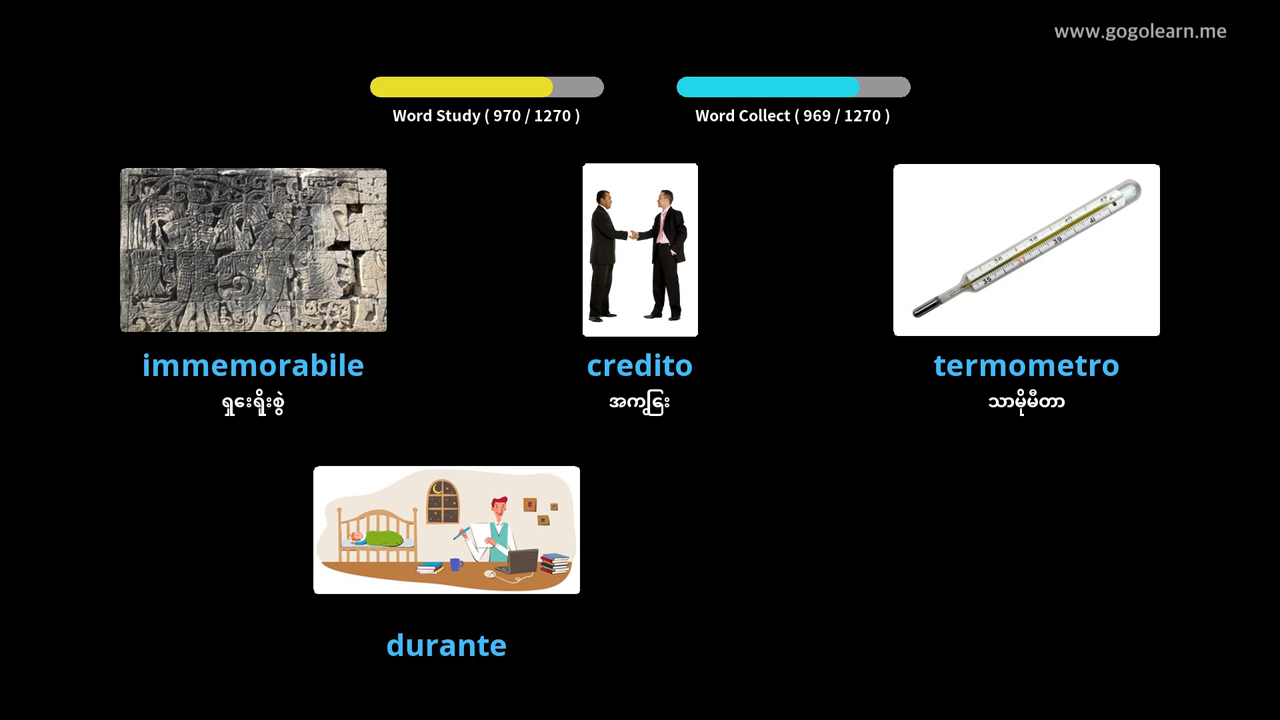 www.gogolearn.me
Word Study ( 970 / 1270 )
Word Collect ( 969 / 1270 )
immemorabile
ရှေးရိုးစွဲ
credito
အကြွေး
termometro
သာမိုမီတာ
durante